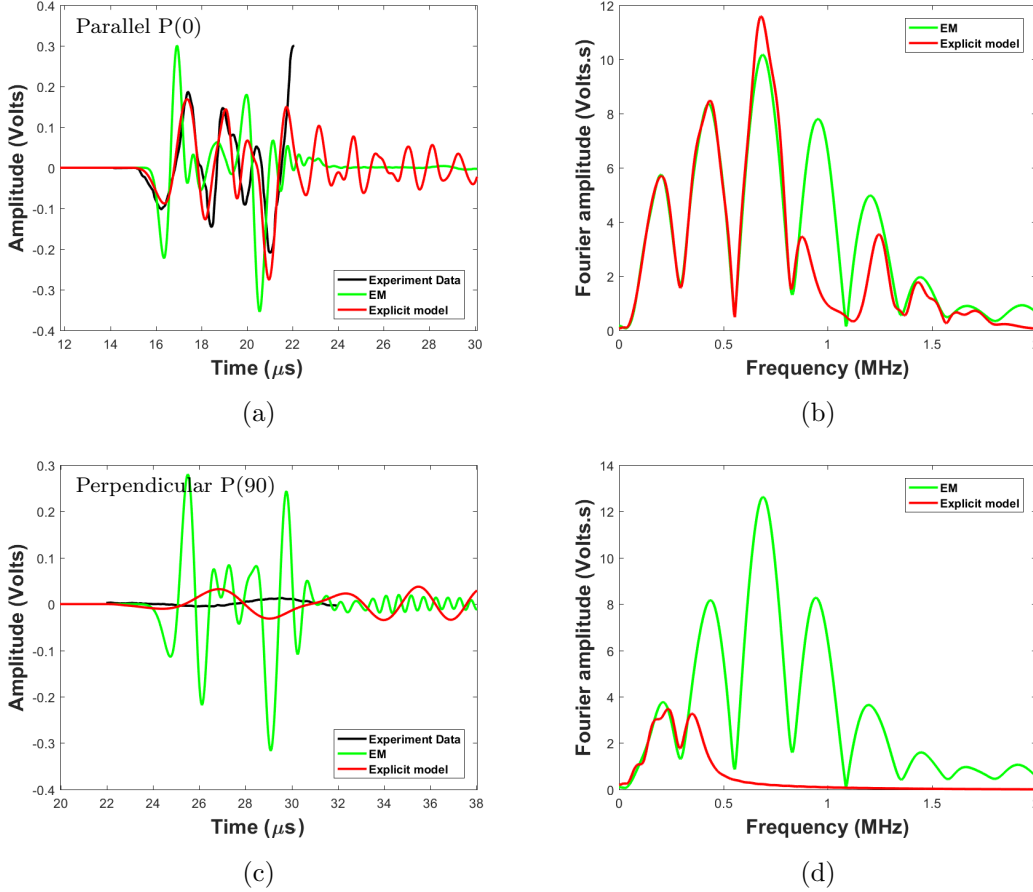 Parallel P(0)
0.4
0.3
0.2
0.1
0
-0.1
-0.2
-0.3
-0.4
Amplitude (Volts)
Experiment Data
EM
Explicit model
12 14 16 18 20 22 24 26 28 30
Time (μs)
(a)
12
10
8
6
4
2
0
Fourier amplitude (Volts.s)
EM
Explicit model
0 0.5 1 1.5
Frequency (MHz)
(b)
Perpendicular P(90)
0.3
0.2
0.1
0
-0.1
-0.2
-0.3
-0.4
Amplitude (Volts)
Experiment Data
EM
Explicit model
20 22 24 26 28 30 32 34 36 38
Time (μs)
(c)
14
12
10
8
6
4
2
0
Fourier amplitude (Volts.s)
EM
Explicit model
0 0.5 1 1.5
Frequency (MHz)
(d)